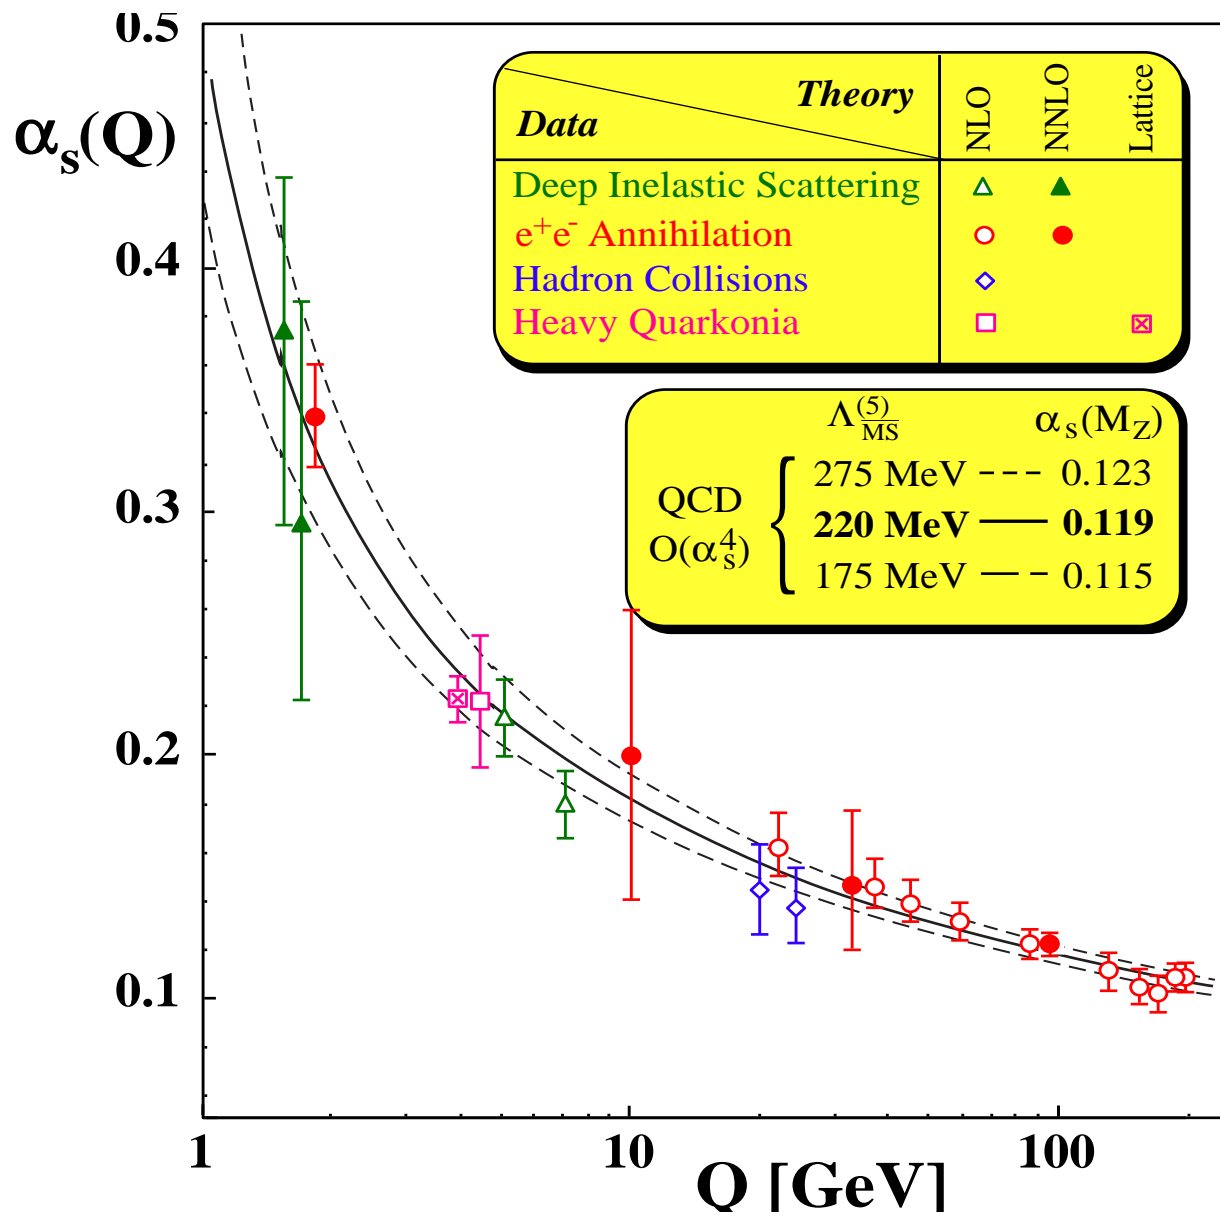 0.5
α_s(Q)
0.4
0.3
0.2
0.1
1 10 100
Q [GeV]
Theory
Data
NLO NNLO Lattice
Deep Inelastic Scattering
e⁺e⁻ Annihilation
Hadron Collisions
Heavy Quarkonia
Λ^(5)_MS α_s(M_Z)
QCD
O(α_s^4)
275 MeV 0.123
220 MeV 0.119
175 MeV 0.115